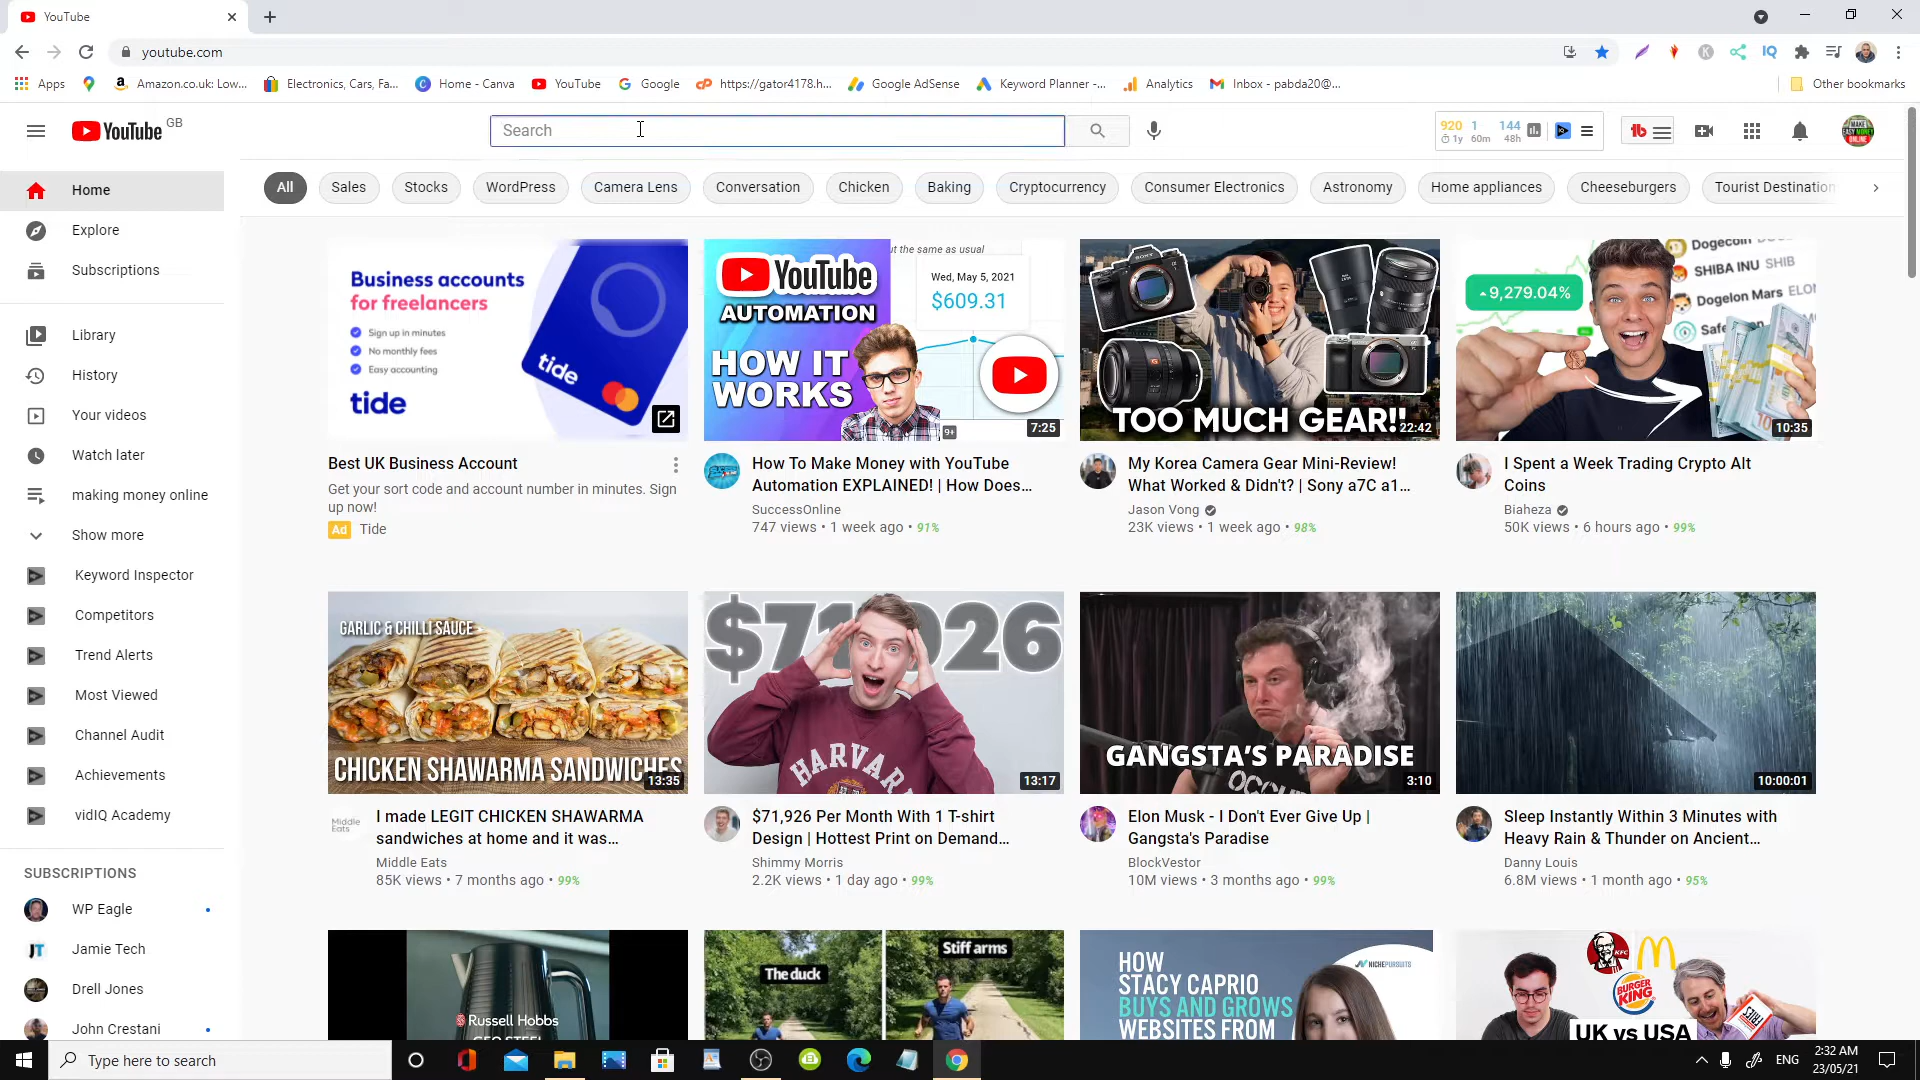 YouTube
youtube.com
Apps
Amazon.co.uk: Low...
Electronics, Cars, Fa...
Home - Canva
YouTube
Google
https://gator4178.h...
Google AdSense
Keyword Planner -...
Analytics
Inbox - pabda20@...
Other bookmarks
YouTube GB
Search
920 1 144
1y 60m 48h
All
Sales
Stocks
WordPress
Camera Lens
Conversation
Chicken
Baking
Cryptocurrency
Consumer Electronics
Astronomy
Home appliances
Cheeseburgers
Tourist Destination
Home
Explore
Subscriptions
Library
History
Your videos
Watch later
making money online
Show more
Keyword Inspector
Competitors
Trend Alerts
Most Viewed
Channel Audit
Achievements
vidIQ Academy
SUBSCRIPTIONS
WP Eagle
Jamie Tech
Drell Jones
John Crestani
Business accounts
for freelancers
Sign up in minutes
No monthly fees
Easy accounting
tide
tide
Best UK Business Account
Get your sort code and account number in minutes. Sign
up now!
Ad Tide
ut the same as usual
YouTube
AUTOMATION
HOW IT
WORKS
Wed, May 5, 2021
$609.31
9+
7:25
How To Make Money with YouTube
Automation EXPLAINED! | How Does...
SuccessOnline
747 views • 1 week ago • 91%
SONY
TOO MUCH GEAR!!
22:42
My Korea Camera Gear Mini-Review!
What Worked & Didn't? | Sony a7C a1...
Jason Vong
23K views • 1 week ago • 98%
9,279.04%
Dogecoin
SHIBA INU SHIB
Dogelon Mars ELO
10:35
I Spent a Week Trading Crypto Alt
Coins
Biaheza
50K views • 6 hours ago • 99%
GARLIC & CHILLI SAUCE
CHICKEN SHAWARMA SANDWICHES
13:35
Middle
Eats
I made LEGIT CHICKEN SHAWARMA
sandwiches at home and it was...
Middle Eats
85K views • 7 months ago • 99%
$71,926
HARVAR
13:17
$71,926 Per Month With 1 T-shirt
Design | Hottest Print on Demand...
Shimmy Morris
2.2K views • 1 day ago • 99%
GANGSTA'S PARADISE
OCCU
3:10
Elon Musk - I Don't Ever Give Up |
Gangsta's Paradise
BlockVestor
10M views • 3 months ago • 99%
10:00:01
Sleep Instantly Within 3 Minutes with
Heavy Rain & Thunder on Ancient...
Danny Louis
6.8M views • 1 month ago • 95%
Russell Hobbs
The duck
Stiff arms
HOW
STACY CAPRIO
BUYS AND GROWS
WEBSITES FROM
NICHEPURSUITS
KFC
BURGER
KING
FRIES
UK vs USA
Type here to search
ENG
2:32 AM
23/05/21